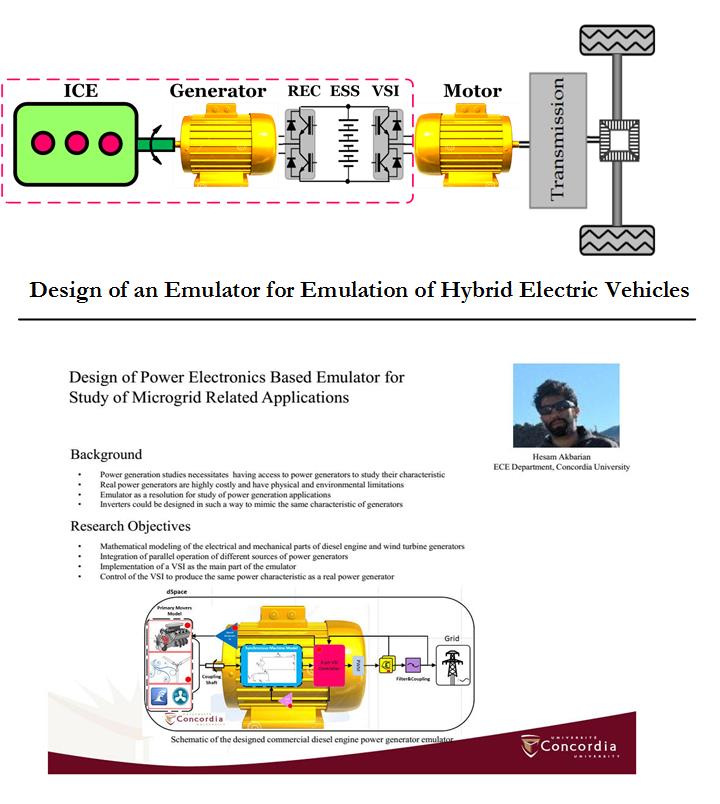 ICE Generator REC ESS VSI Motor
Transmission
Design of an Emulator for Emulation of Hybrid Electric Vehicles
Design of Power Electronics Based Emulator for
Study of Microgrid Related Applications
Hesam Akbarian
ECE Department, Concordia University
Background
• Power generation studies necessitates having access to power generators to study their characteristic
• Real power generators are highly costly and have physical and environmental limitations
• Emulator as a resolution for study of power generation applications
• Inverters could be designed in such a way to mimic the same characteristic of generators
Research Objectives
• Mathematical modeling of the electrical and mechanical parts of diesel engine and wind turbine generators
• Integration of parallel operation of different sources of power generators
• Implementation of a VSI as the main part of the emulator
• Control of the VSI to produce the same power characteristic as a real power generator
dSpace
Primary Movers
Model
Synchronous Machine Model
Grid
Coupling
Shaft
PWM
Filter&Coupling
Concordia
Schematic of the designed commercial diesel engine power generator emulator
UNIVERSITÉ
Concordia
UNIVERSITY